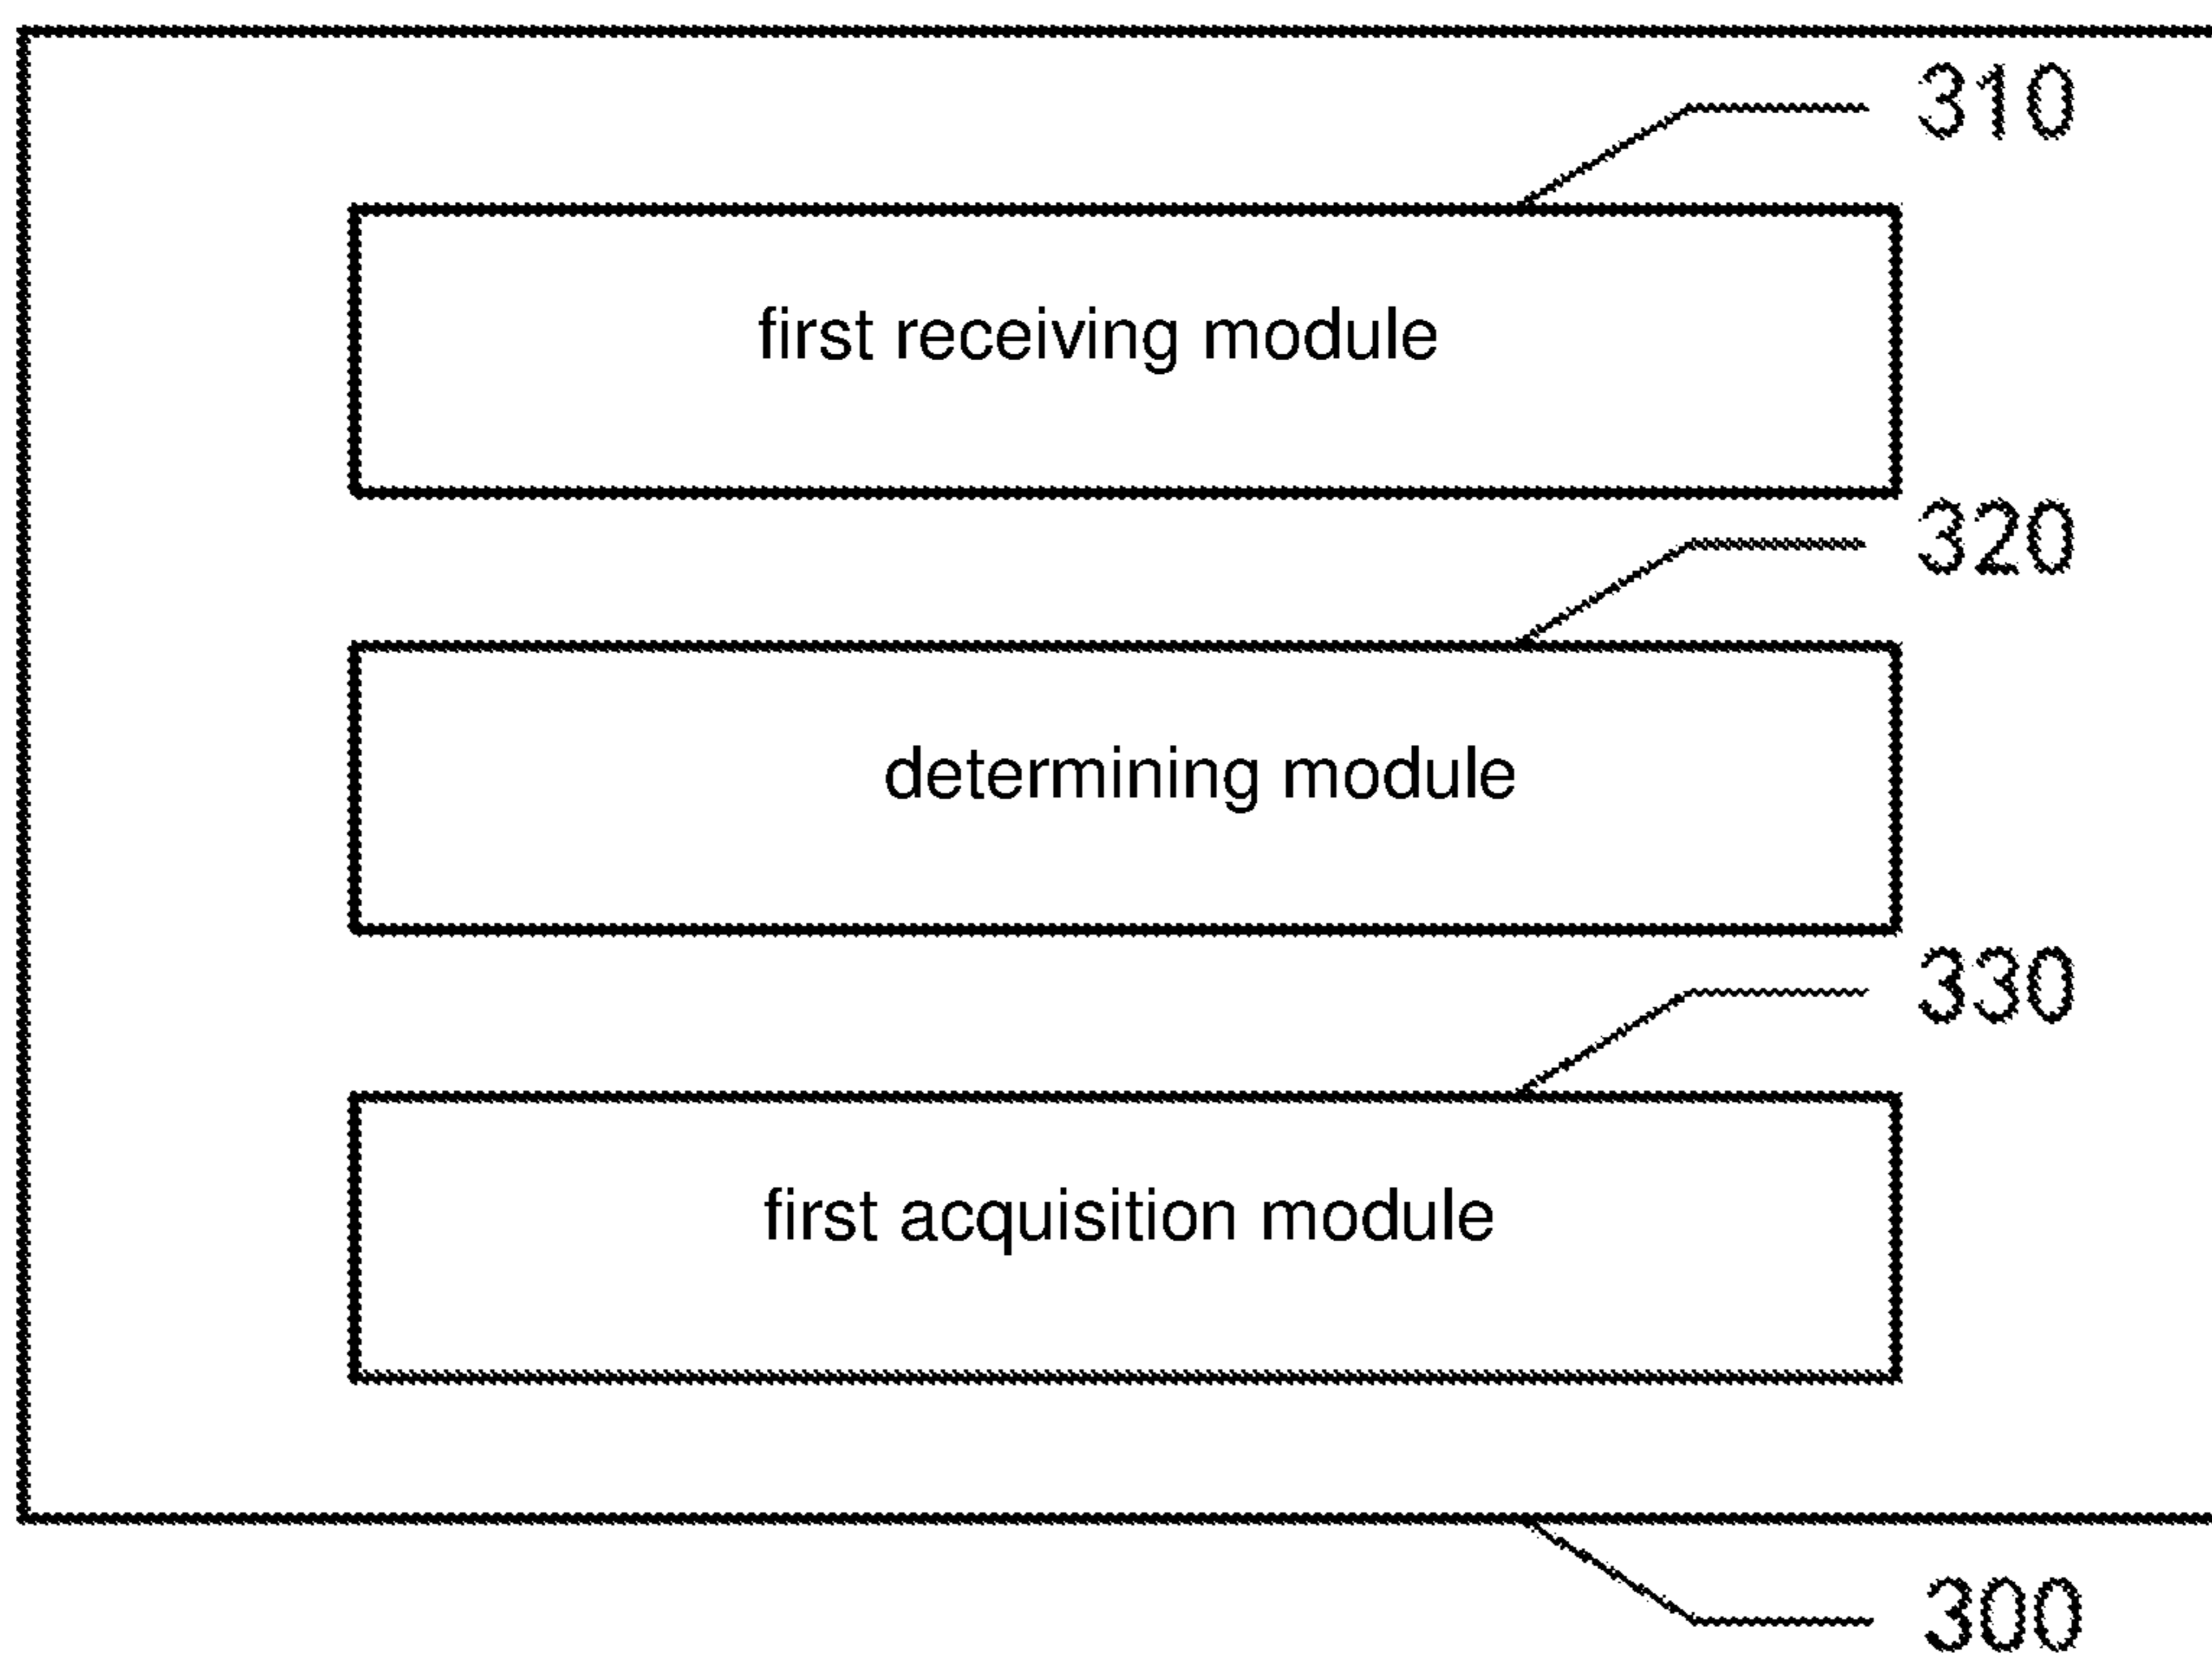 310
first receiving module
320
determining module
330
first acquisition module
300